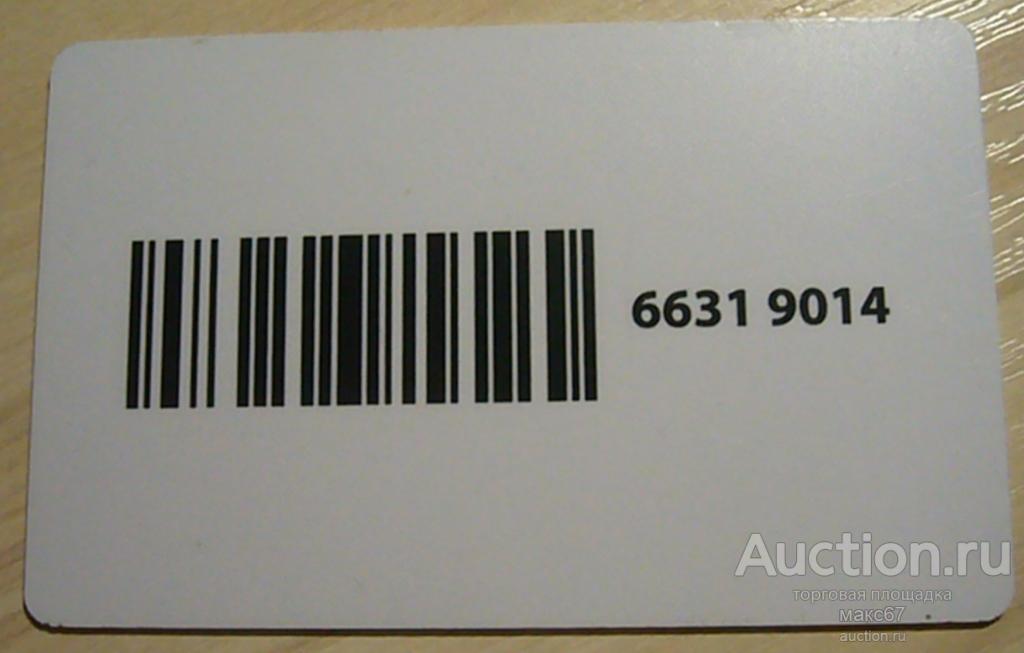 6631 9014
Auction.ru
торговая площадка
макс67
auction.ru